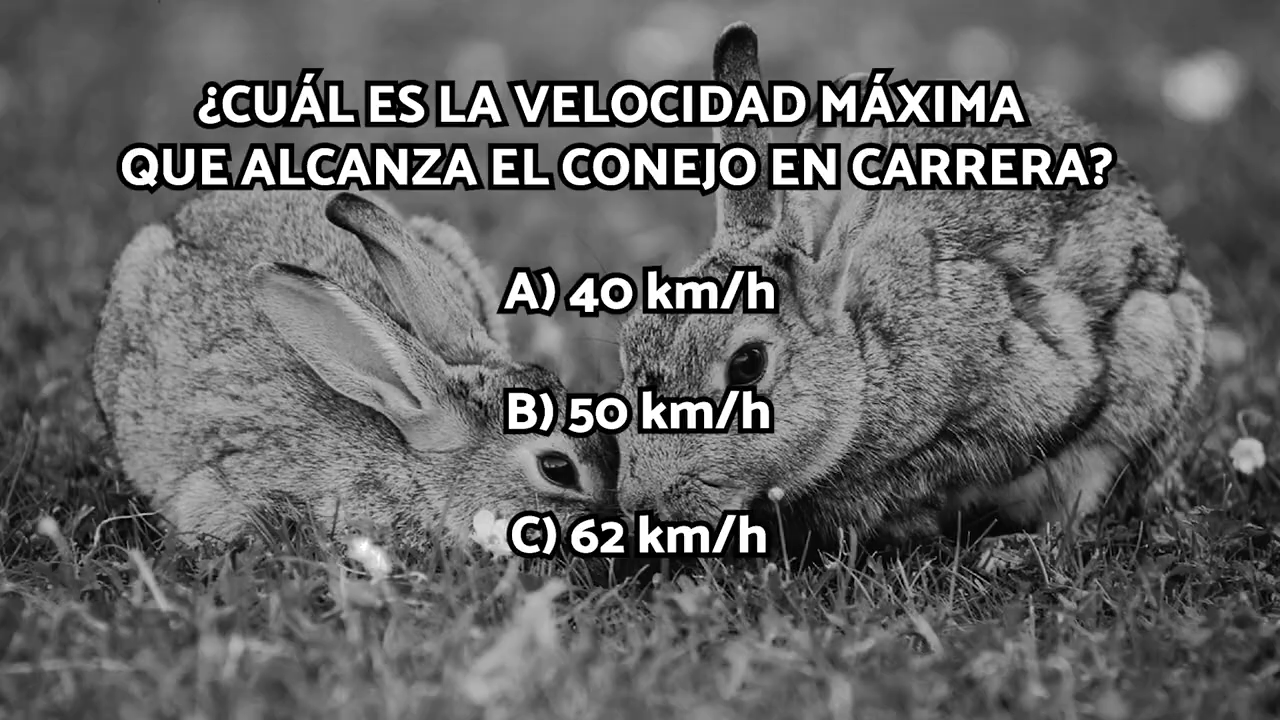 ¿CUÁL ES LA VELOCIDAD MÁXIMA
QUE ALCANZA EL CONEJO EN CARRERA?
A) 40 km/h
B) 50 km/h
C) 62 km/h